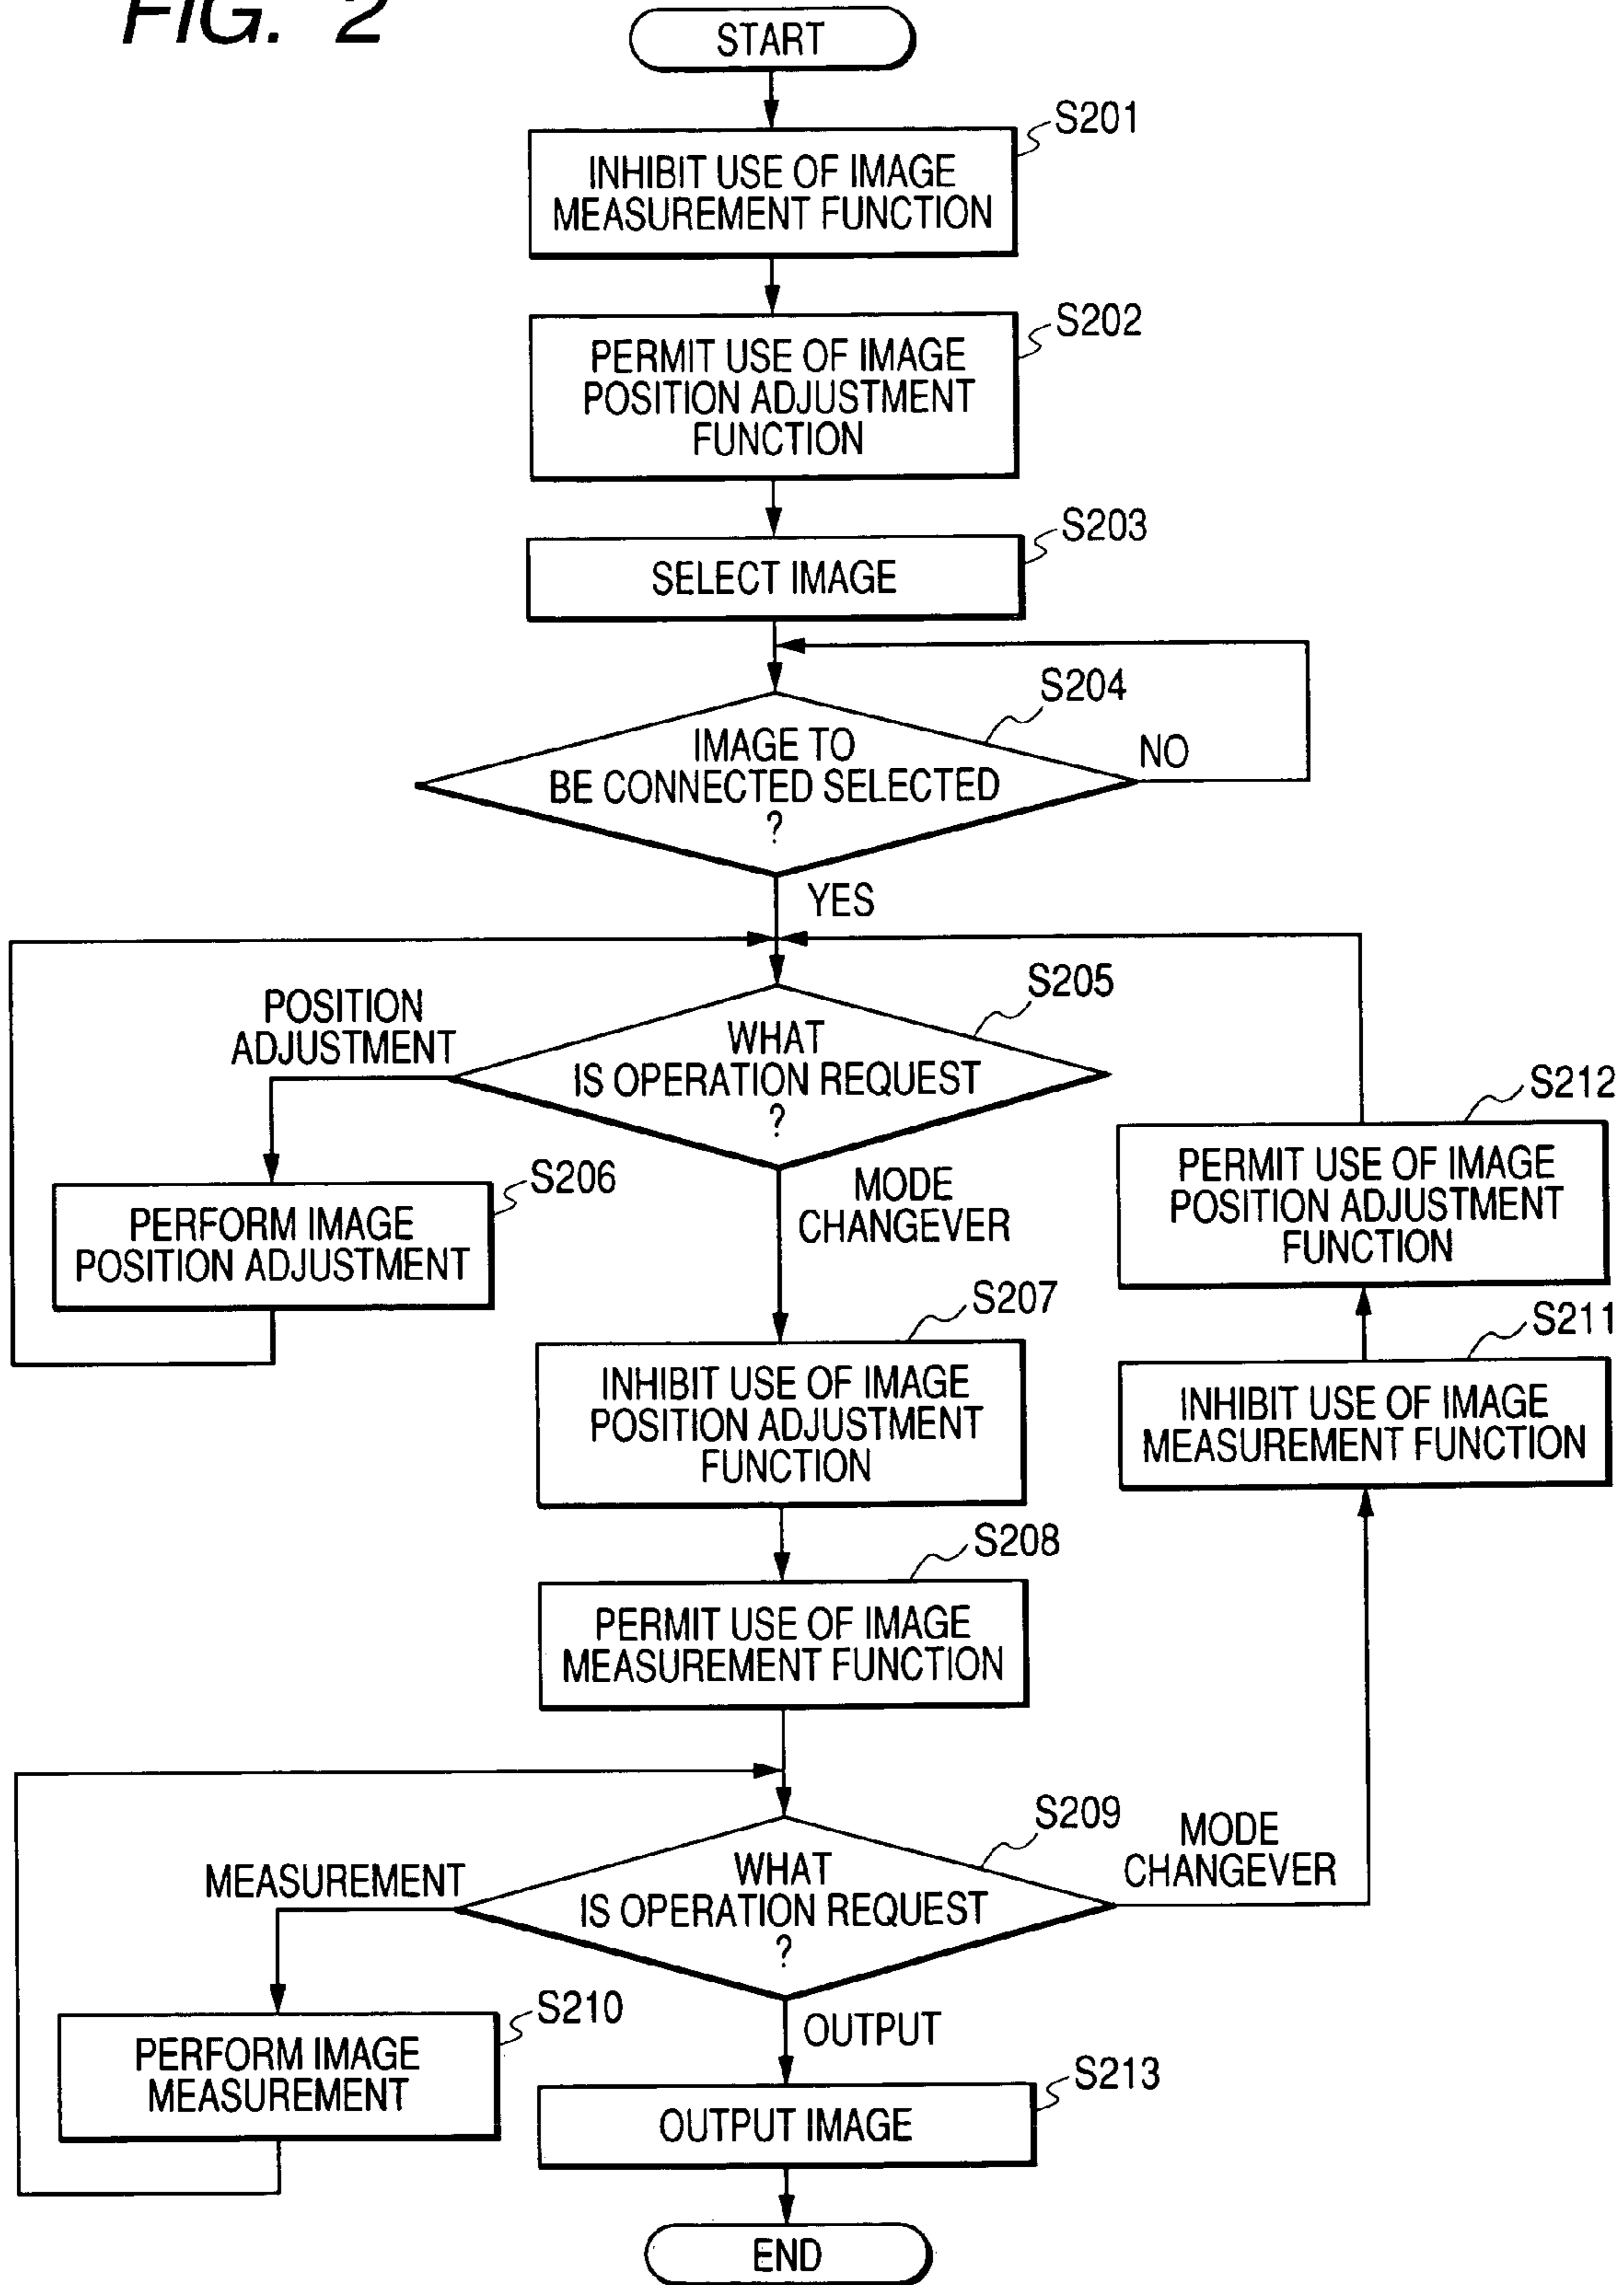 FIG. 2
START
S201
INHIBIT USE OF IMAGE
MEASUREMENT FUNCTION
S202
PERMIT USE OF IMAGE
POSITION ADJUSTMENT
FUNCTION
S203
SELECT IMAGE
S204
IMAGE TO
BE CONNECTED SELECTED
?
NO
YES
S205
POSITION
ADJUSTMENT
WHAT
IS OPERATION REQUEST
?
S206
PERFORM IMAGE
POSITION ADJUSTMENT
MODE
CHANGEVER
S212
PERMIT USE OF IMAGE
POSITION ADJUSTMENT
FUNCTION
S207
INHIBIT USE OF IMAGE
POSITION ADJUSTMENT
FUNCTION
S211
INHIBIT USE OF IMAGE
MEASUREMENT FUNCTION
S208
PERMIT USE OF IMAGE
MEASUREMENT FUNCTION
S209
MEASUREMENT
WHAT
IS OPERATION REQUEST
?
MODE
CHANGEVER
S210
PERFORM IMAGE
MEASUREMENT
OUTPUT
S213
OUTPUT IMAGE
END